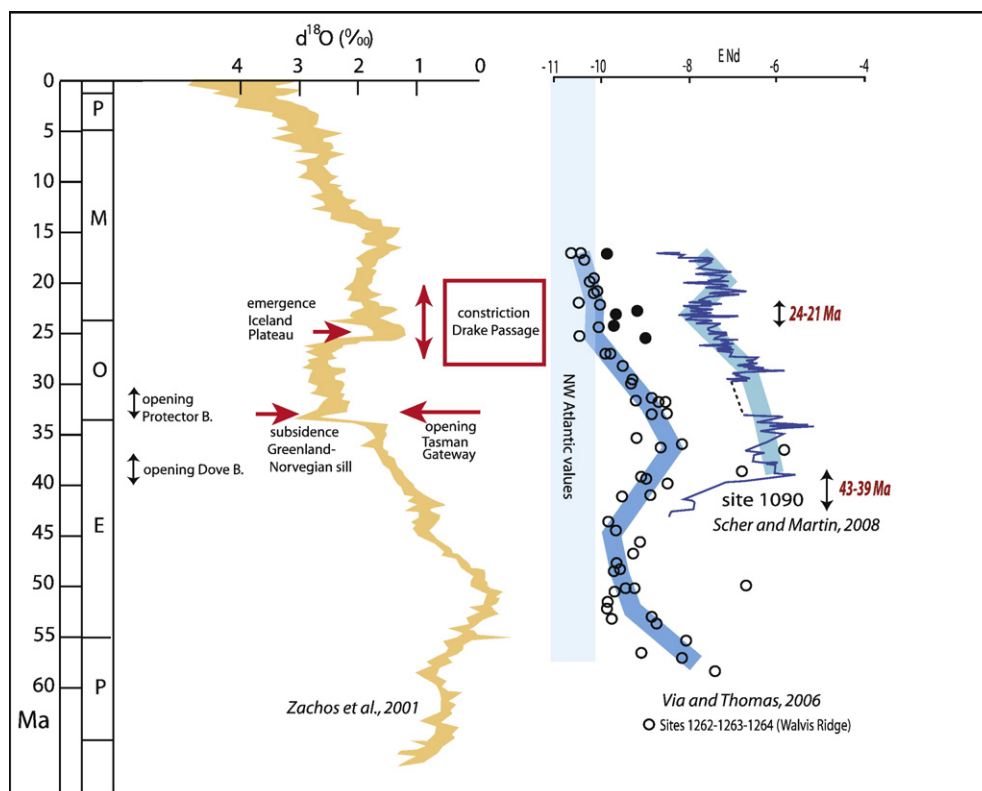 d18O (‰)
4 3 2 1 0
E Nd
-11 -10 -8 -6 -4
0
5
10
15
20
25
30
35
40
45
50
55
60
Ma
P
M
O
E
P
emergence
Iceland
Plateau
constriction
Drake Passage
opening
Protector B.
opening Dove B.
subsidence
Greenland-
Norvegian sill
opening
Tasman
Gateway
NW Atlantic values
24-21 Ma
43-39 Ma
site 1090
Scher and Martin, 2008
Zachos et al., 2001
Via and Thomas, 2006
Sites 1262-1263-1264 (Walvis Ridge)